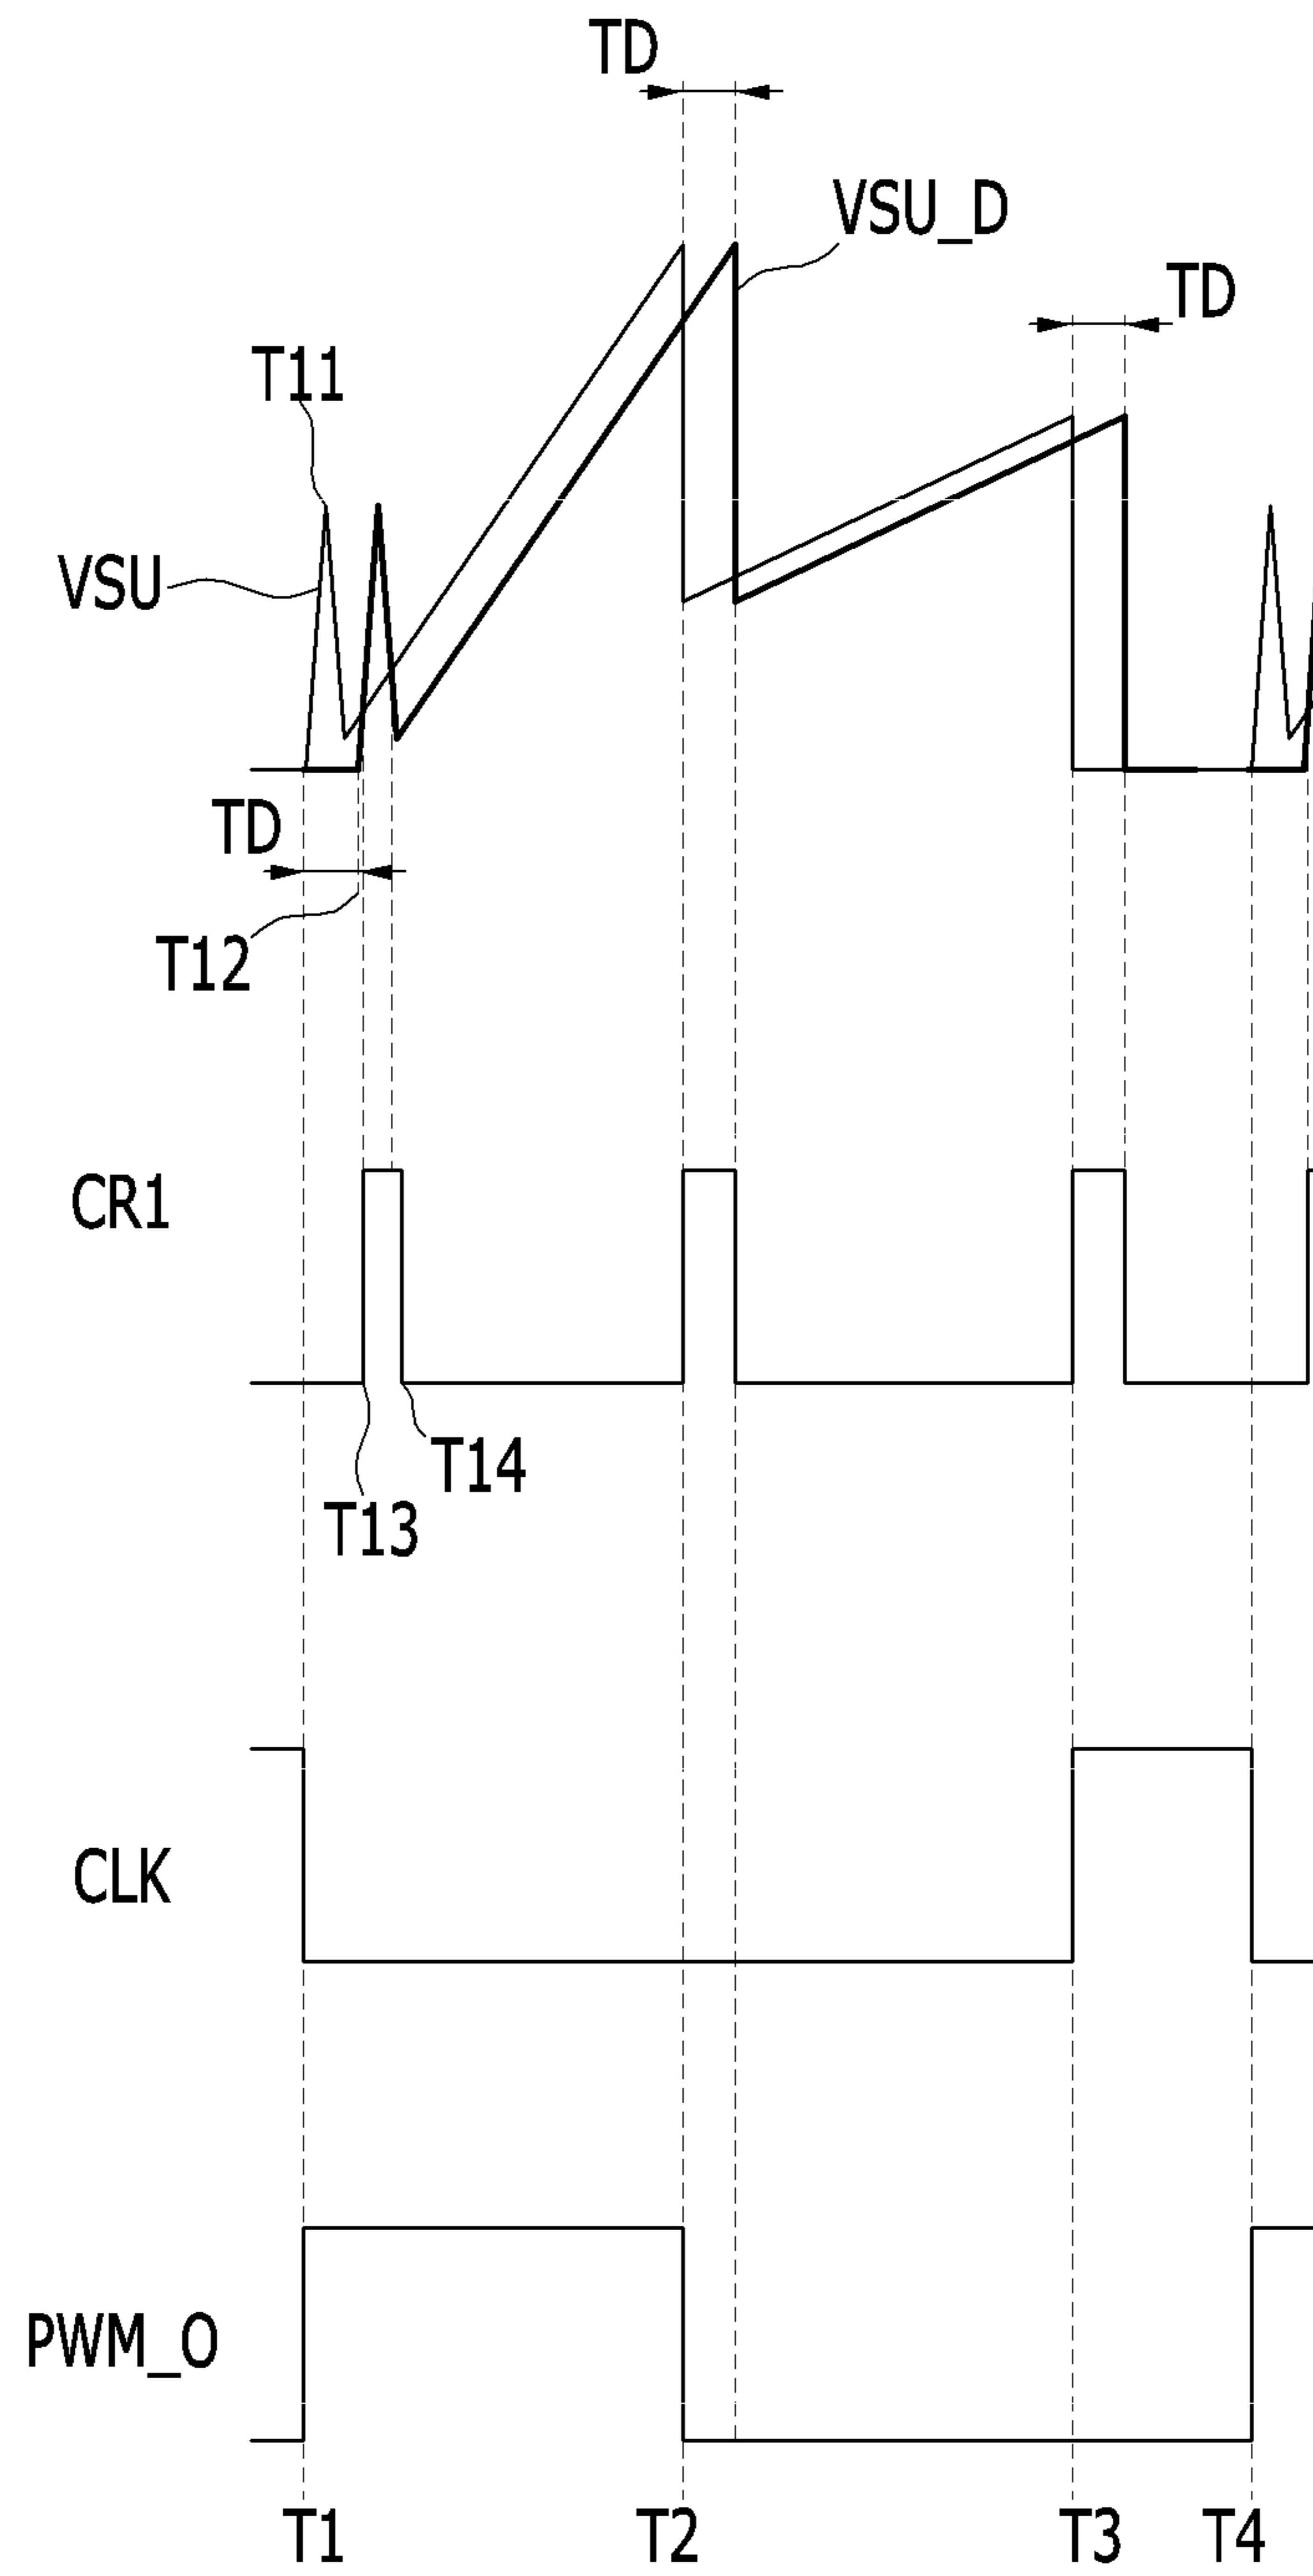 TD
VSU_D
TD
T11
VSU
TD
T12
CR1
T14
T13
CLK
PWM_O
T1 T2 T3 T4